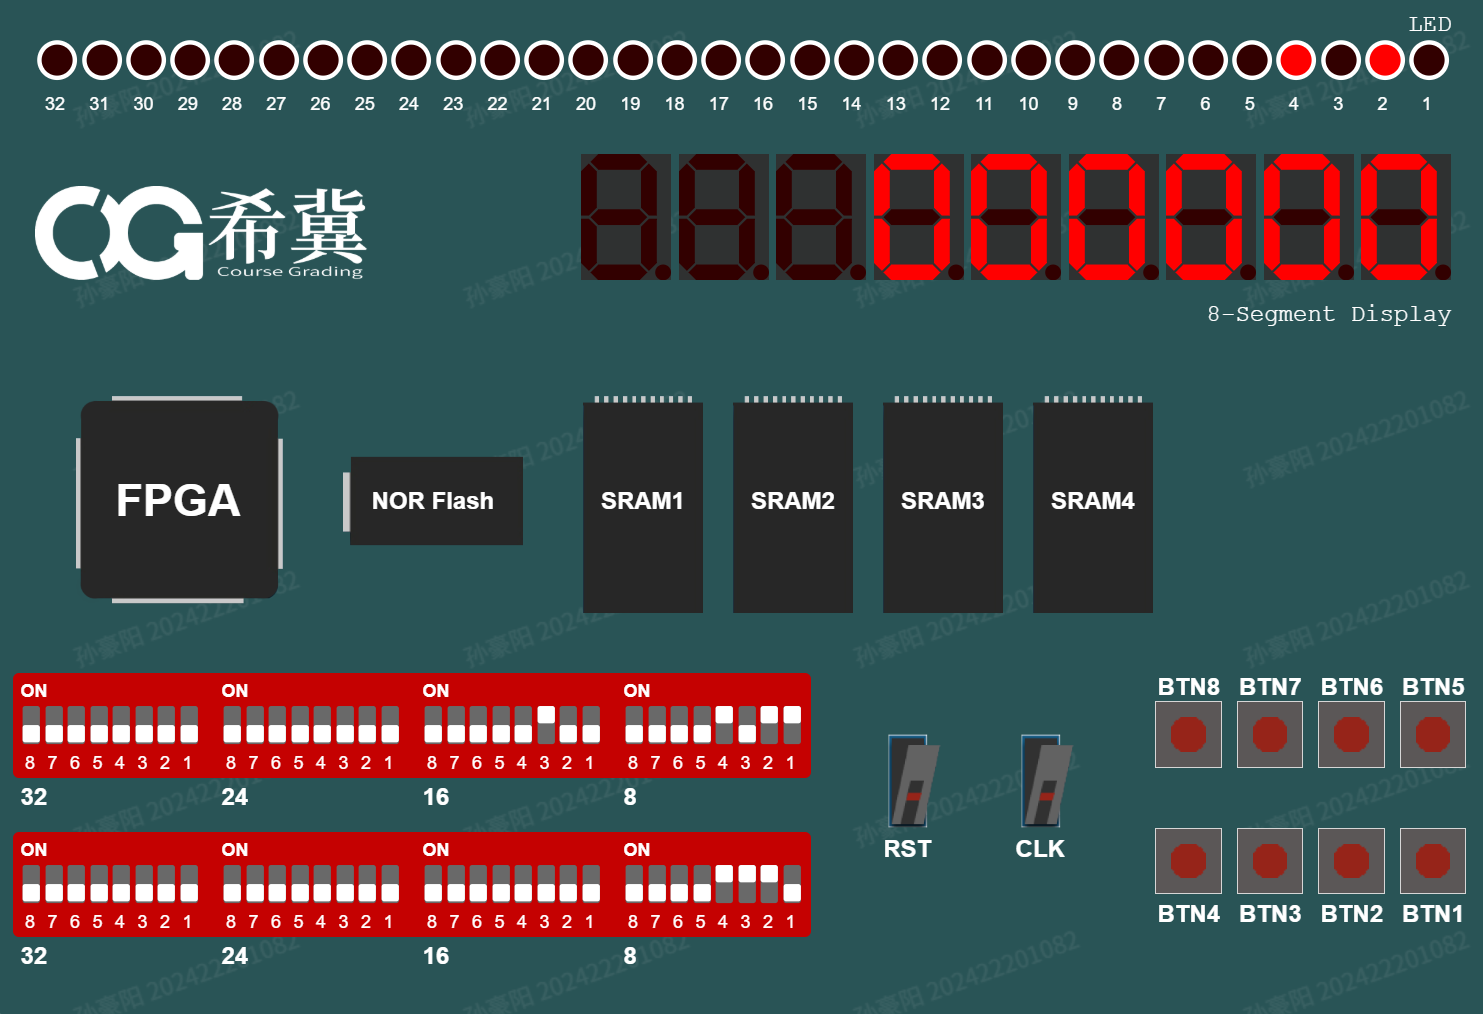 LED
32 31 30 29 28 27 26 25 24 23 22 21 20 19 18 17 16 15 14 13 12 11 10 9 8 7 6 5 4 3 2 1
希冀
Course Grading
000000
8-Segment Display
FPGA
NOR Flash
SRAM1
SRAM2
SRAM3
SRAM4
ON ON ON ON
8 7 6 5 4 3 2 1 8 7 6 5 4 3 2 1 8 7 6 5 4 3 2 1 8 7 6 5 4 3 2 1
32 24 16 8
ON ON ON ON
8 7 6 5 4 3 2 1 8 7 6 5 4 3 2 1 8 7 6 5 4 3 2 1 8 7 6 5 4 3 2 1
32 24 16 8
RST
CLK
BTN8 BTN7 BTN6 BTN5
BTN4 BTN3 BTN2 BTN1
孙豪阳 202422201082